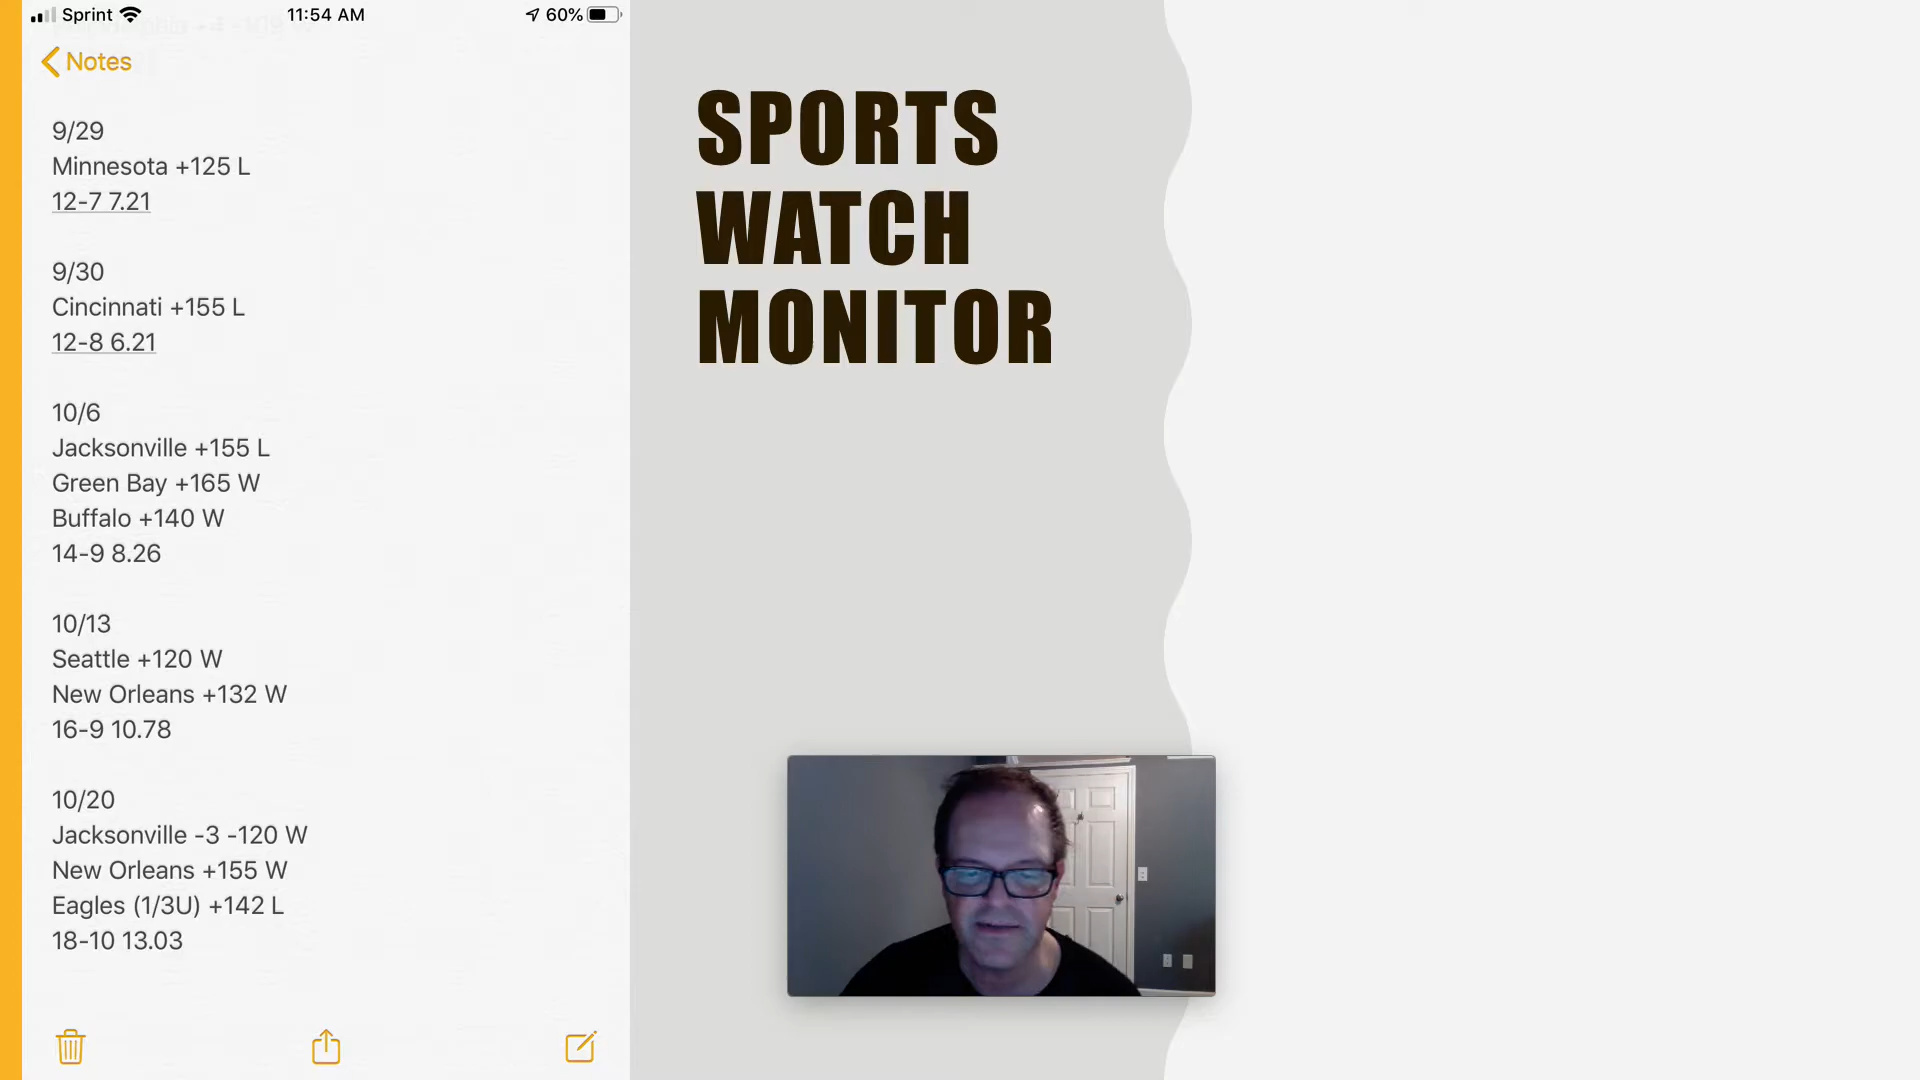 Sprint
11:54 AM
60%
Notes
9/29
Minnesota +125 L
12-7 7.21
9/30
Cincinnati +155 L
12-8 6.21
10/6
Jacksonville +155 L
Green Bay +165 W
Buffalo +140 W
14-9 8.26
10/13
Seattle +120 W
New Orleans +132 W
16-9 10.78
10/20
Jacksonville -3 -120 W
New Orleans +155 W
Eagles (1/3U) +142 L
18-10 13.03
SPORTS
WATCH
MONITOR